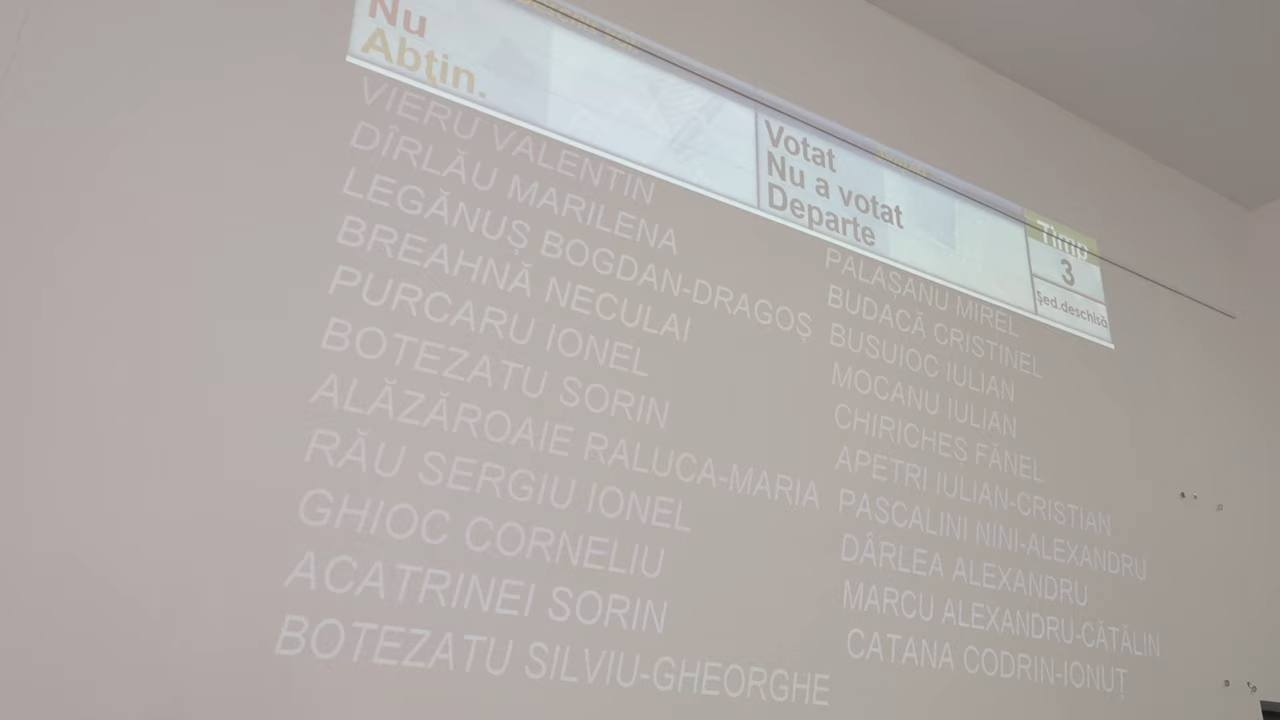 Nu
Abțin.
Votat
Nu a votat
Departe
Timp
3
Șed.deschisă
VIERU VALENTIN
DÎRLĂU MARILENA
LEGĂNUȘ BOGDAN-DRAGOȘ
BREAHNĂ NECULAI
PURCARU IONEL
BOTEZATU SORIN
ALĂZĂROAIE RALUCA-MARIA
RĂU SERGIU IONEL
GHIOC CORNELIU
ACATRINEI SORIN
BOTEZATU SILVIU-GHEORGHE
PALAȘANU MIREL
BUDACĂ CRISTINEL
BUSUIOC IULIAN
MOCANU IULIAN
CHIRICHES FĂNEL
APETRI IULIAN-CRISTIAN
PASCALINI NINI-ALEXANDRU
DÂRLEA ALEXANDRU
MARCU ALEXANDRU-CĂTĂLIN
CATANA CODRIN-IONUȚ